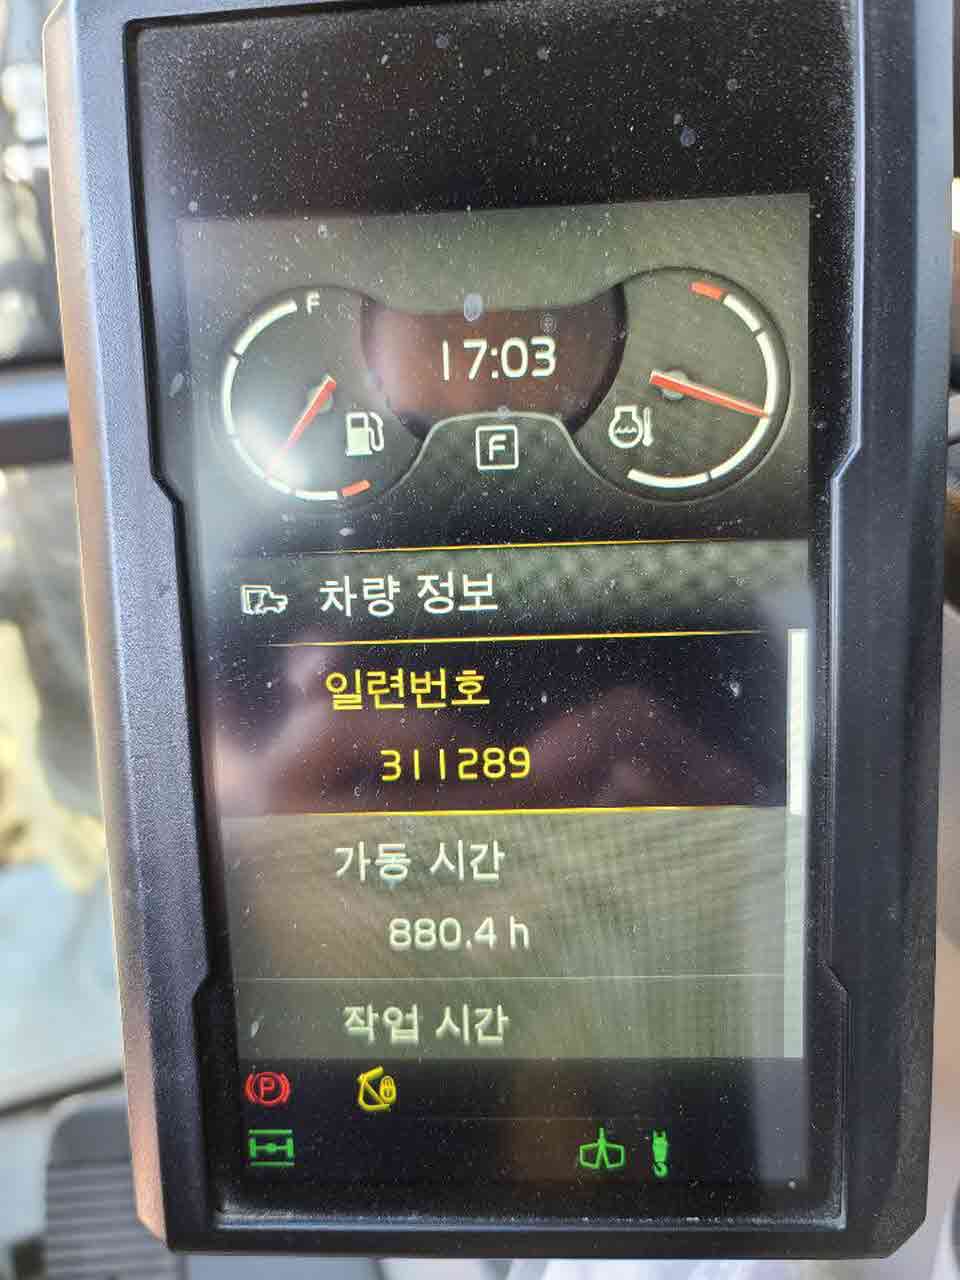 F
17:03
F
차량 정보
일련번호
311289
가동 시간
880.4 h
작업 시간
P